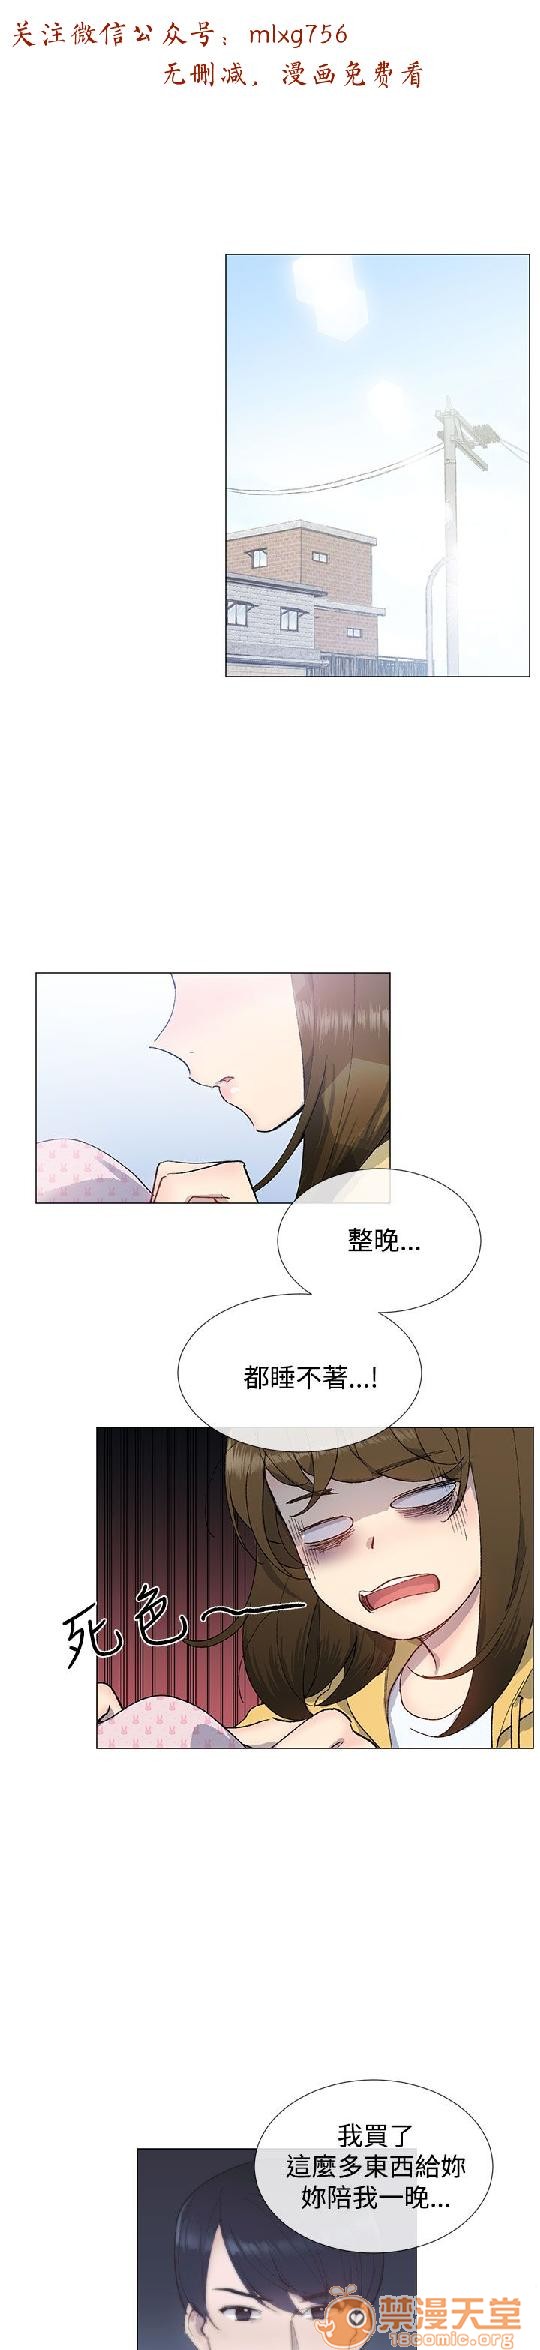 关注微信公众号：mlxg756
无删减．漫画免费看
整晚...
都睡不著...!
死色～
我買了
這麼多東西給妳
妳陪我一晚...
禁漫天堂
18comic.org